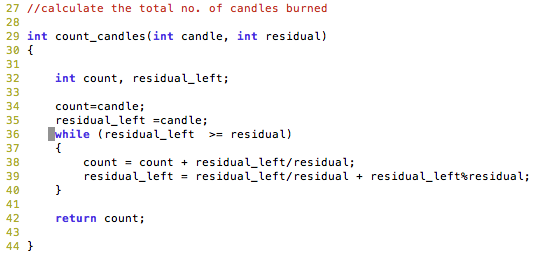 27 //calculate the total no. of candles burned
28
29 int count_candles(int candle, int residual)
30 {
31
32     int count, residual_left;
33
34     count=candle;
35     residual_left =candle;
36     while (residual_left  >= residual)
37     {
38         count = count + residual_left/residual;
39         residual_left = residual_left/residual + residual_left%residual;
40     }
41
42     return count;
43
44 }